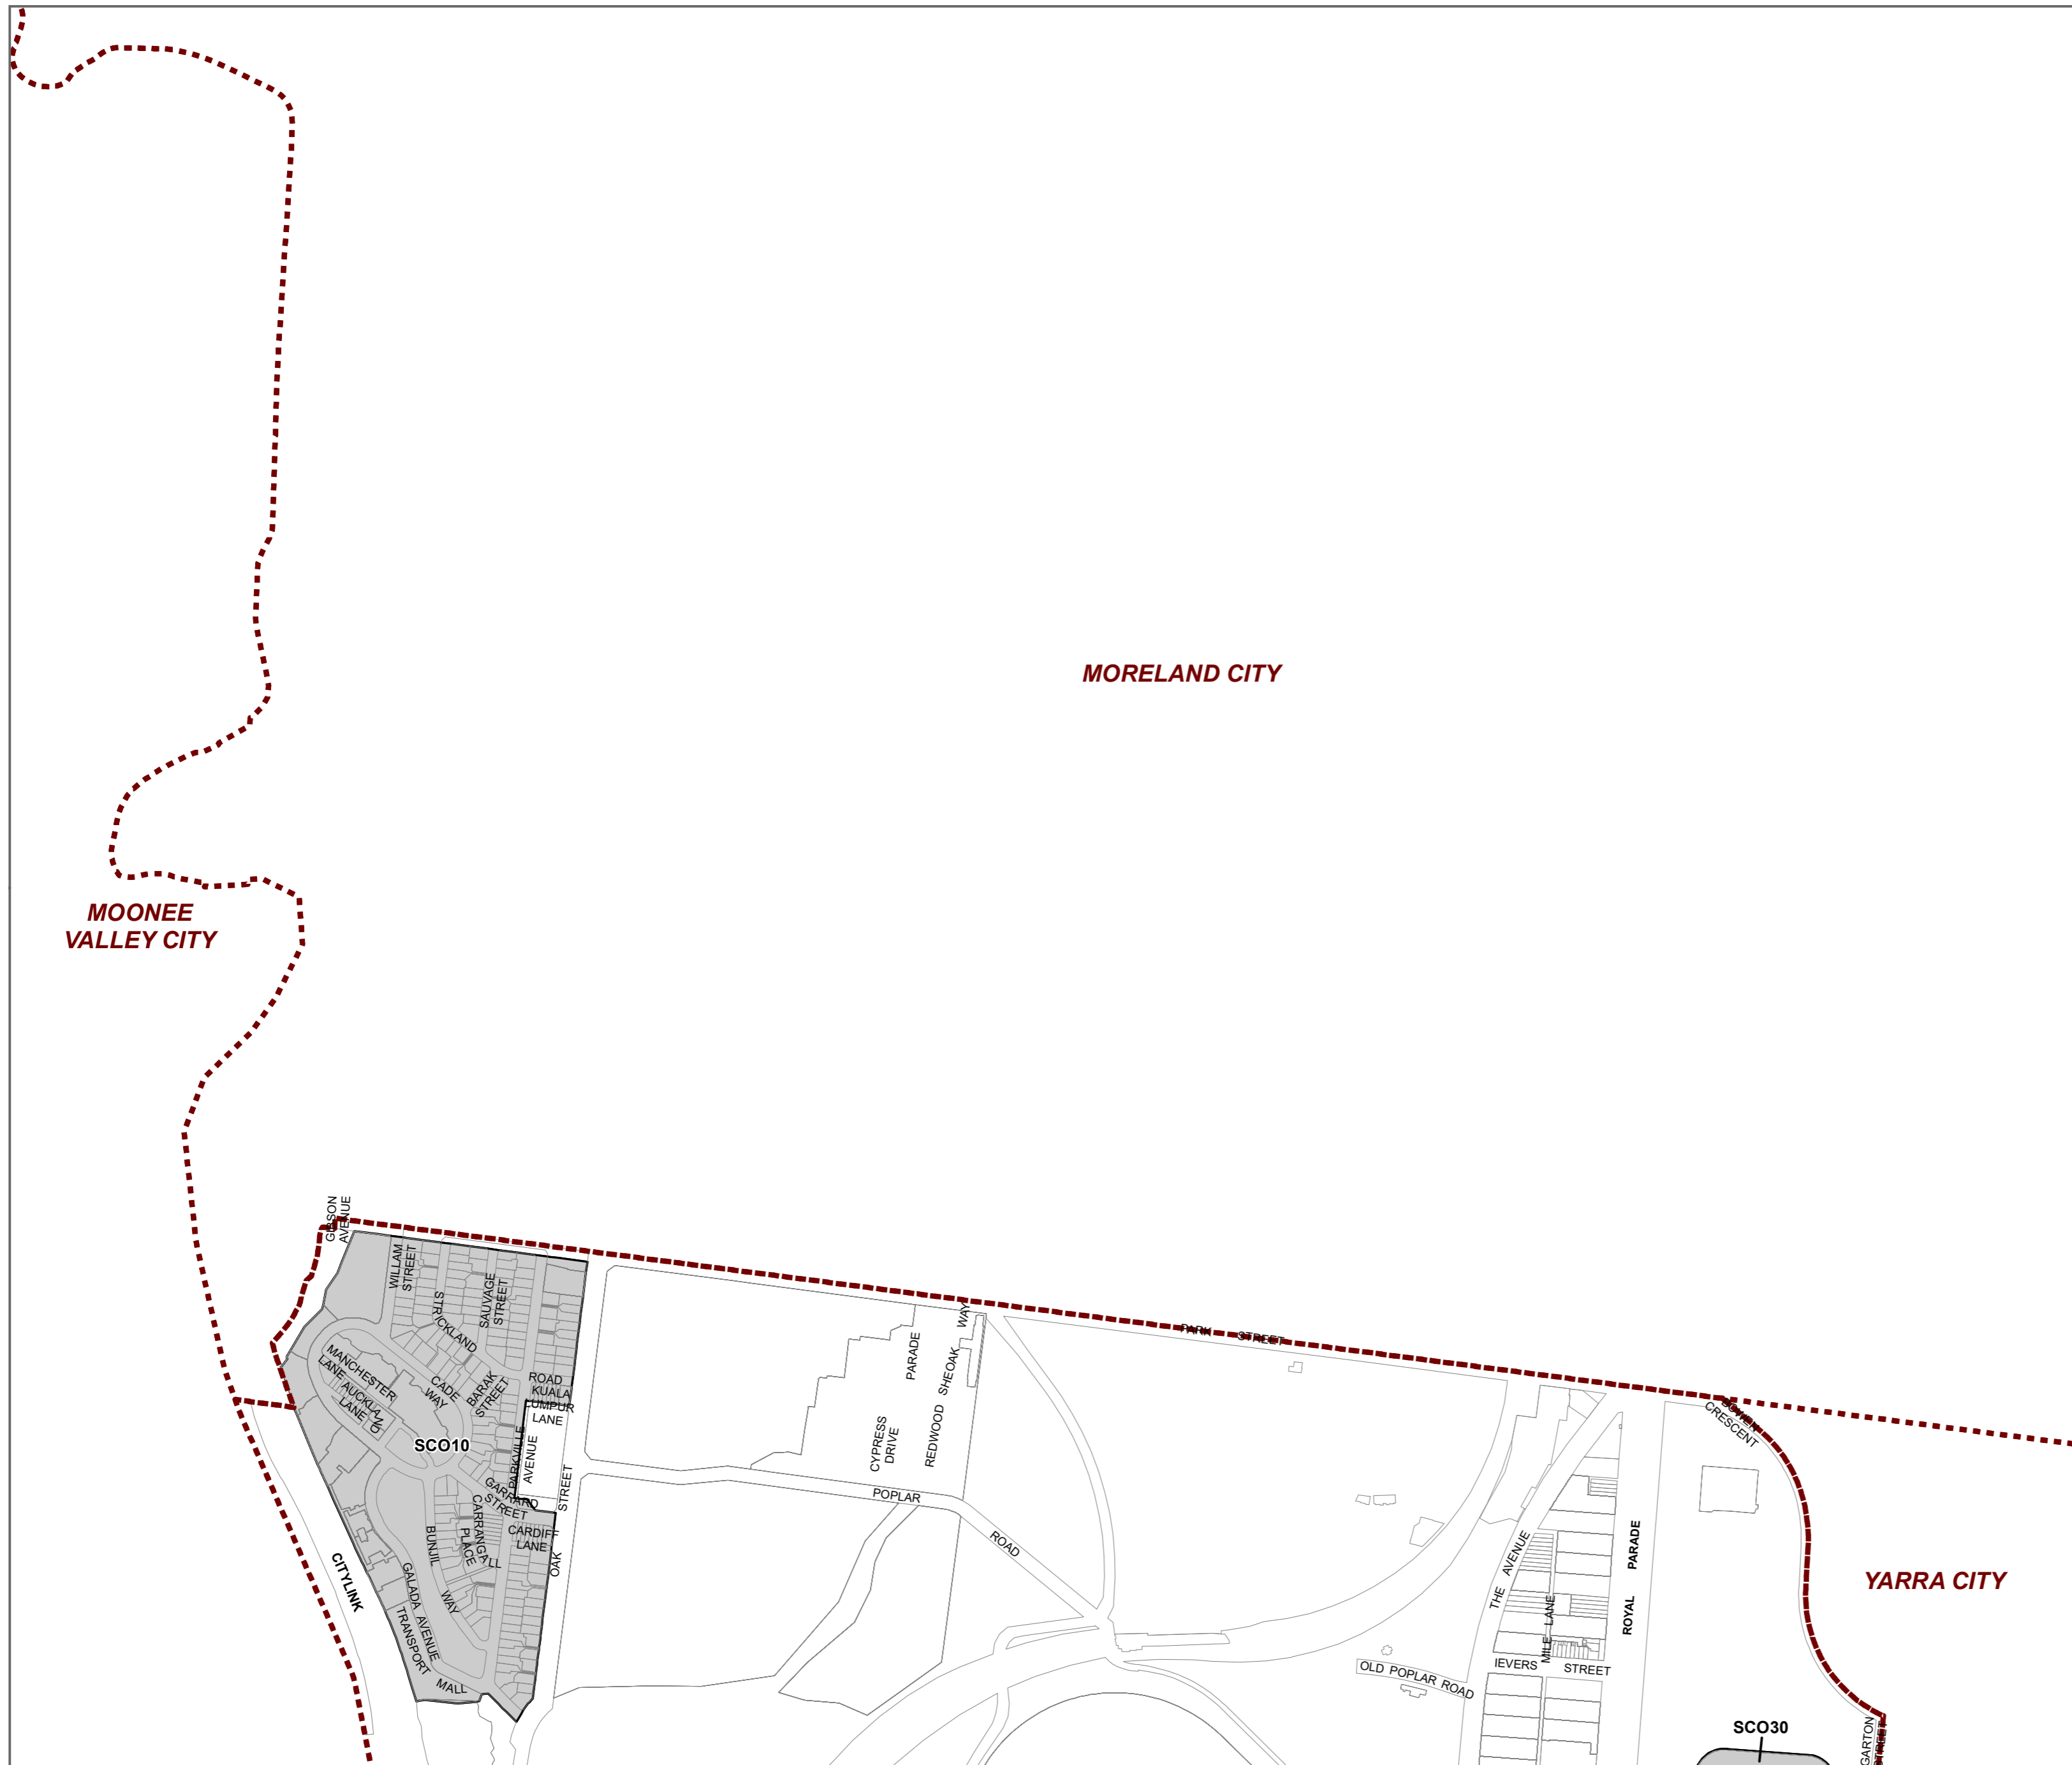 MORELAND CITY
MOONEE
VALLEY CITY
GIBSON
AVENUE
WILLAM
STREET
SAUVAGE
STREET
STRICKLAND
MANCHESTER
LANE
AUCKLAND
LANE
CADE
WAY
BARAK
STREET
ROAD
KUALA
LUMPUR
LANE
SCO10
PARKVILLE
AVENUE
GARRARD
STREET
STREET
OAK
CARRANGALL
PLACE
CARDIFF
LANE
BUNJIL
WAY
GALADA AVENUE
TRANSPORT
MALL
CITYLINK
PARADE
CYPRESS
DRIVE
REDWOOD SHEOAK
WAY
POPLAR
ROAD
PARK STREET
BOWEN
CRESCENT
THE AVENUE
MILE LANE
ROYAL PARADE
YARRA CITY
OLD POPLAR ROAD
IEVERS STREET
SCO30
GARTON
STREET